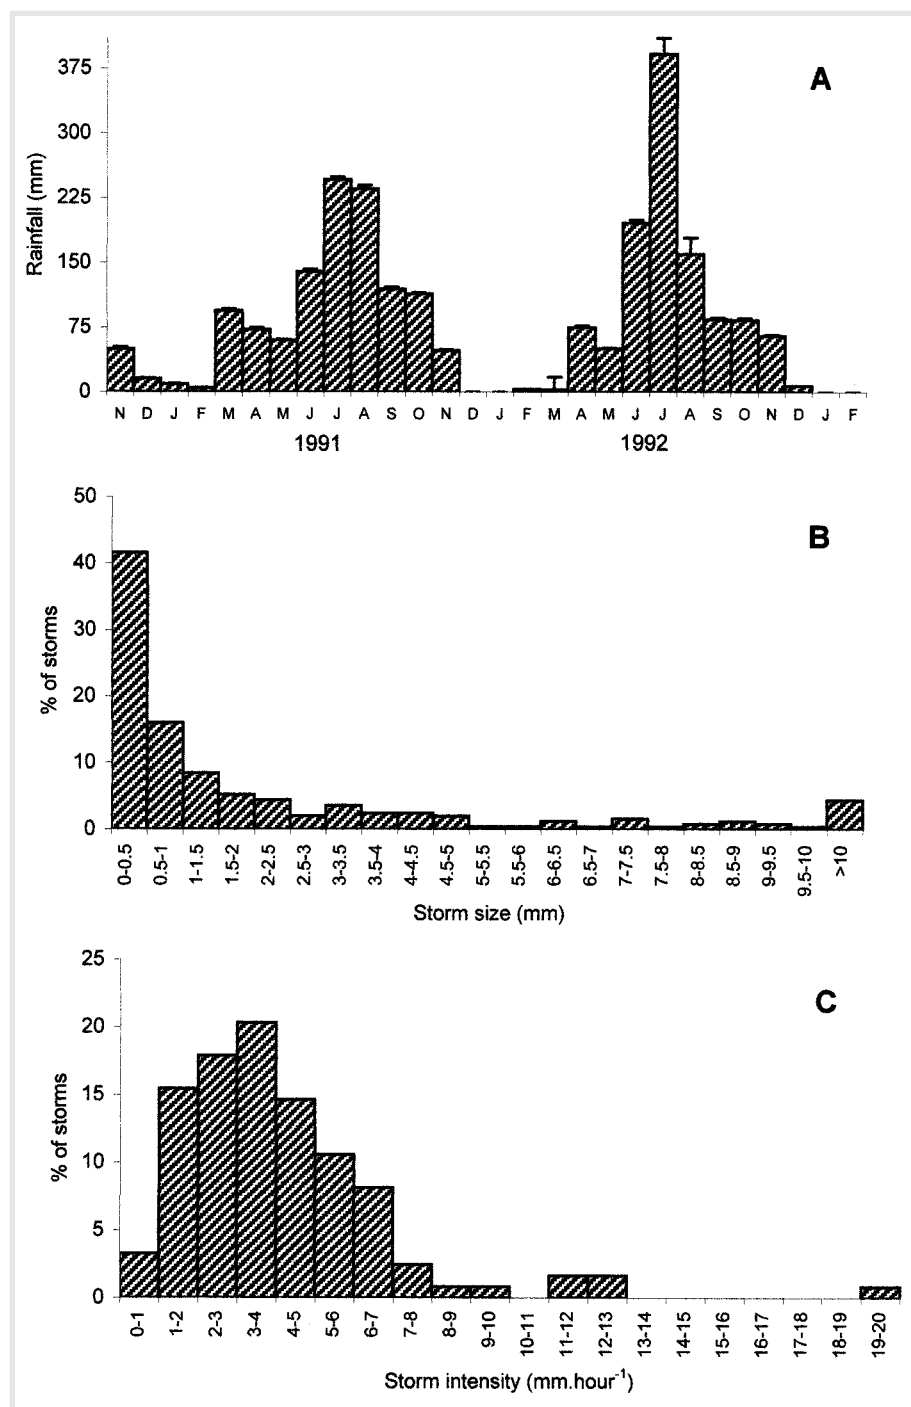 A
375
300
225
150
75
0
Rainfall (mm)
N D J F M A M J J A S O N D J F M A M J J A S O N D J F
1991 1992
B
50
40
30
20
10
0
% of storms
0-0.5 0.5-1 1-1.5 1.5-2 2-2.5 2.5-3 3-3.5 3.5-4 4-4.5 4.5-5 5-5.5 5.5-6 6-6.5 6.5-7 7-7.5 7.5-8 8-8.5 8.5-9 9-9.5 9.5-10 >10
Storm size (mm)
C
25
20
15
10
5
0
% of storms
0-1 1-2 2-3 3-4 4-5 5-6 6-7 7-8 8-9 9-10 10-11 11-12 12-13 13-14 14-15 15-16 16-17 17-18 18-19 19-20
Storm intensity (mm.hour⁻¹)